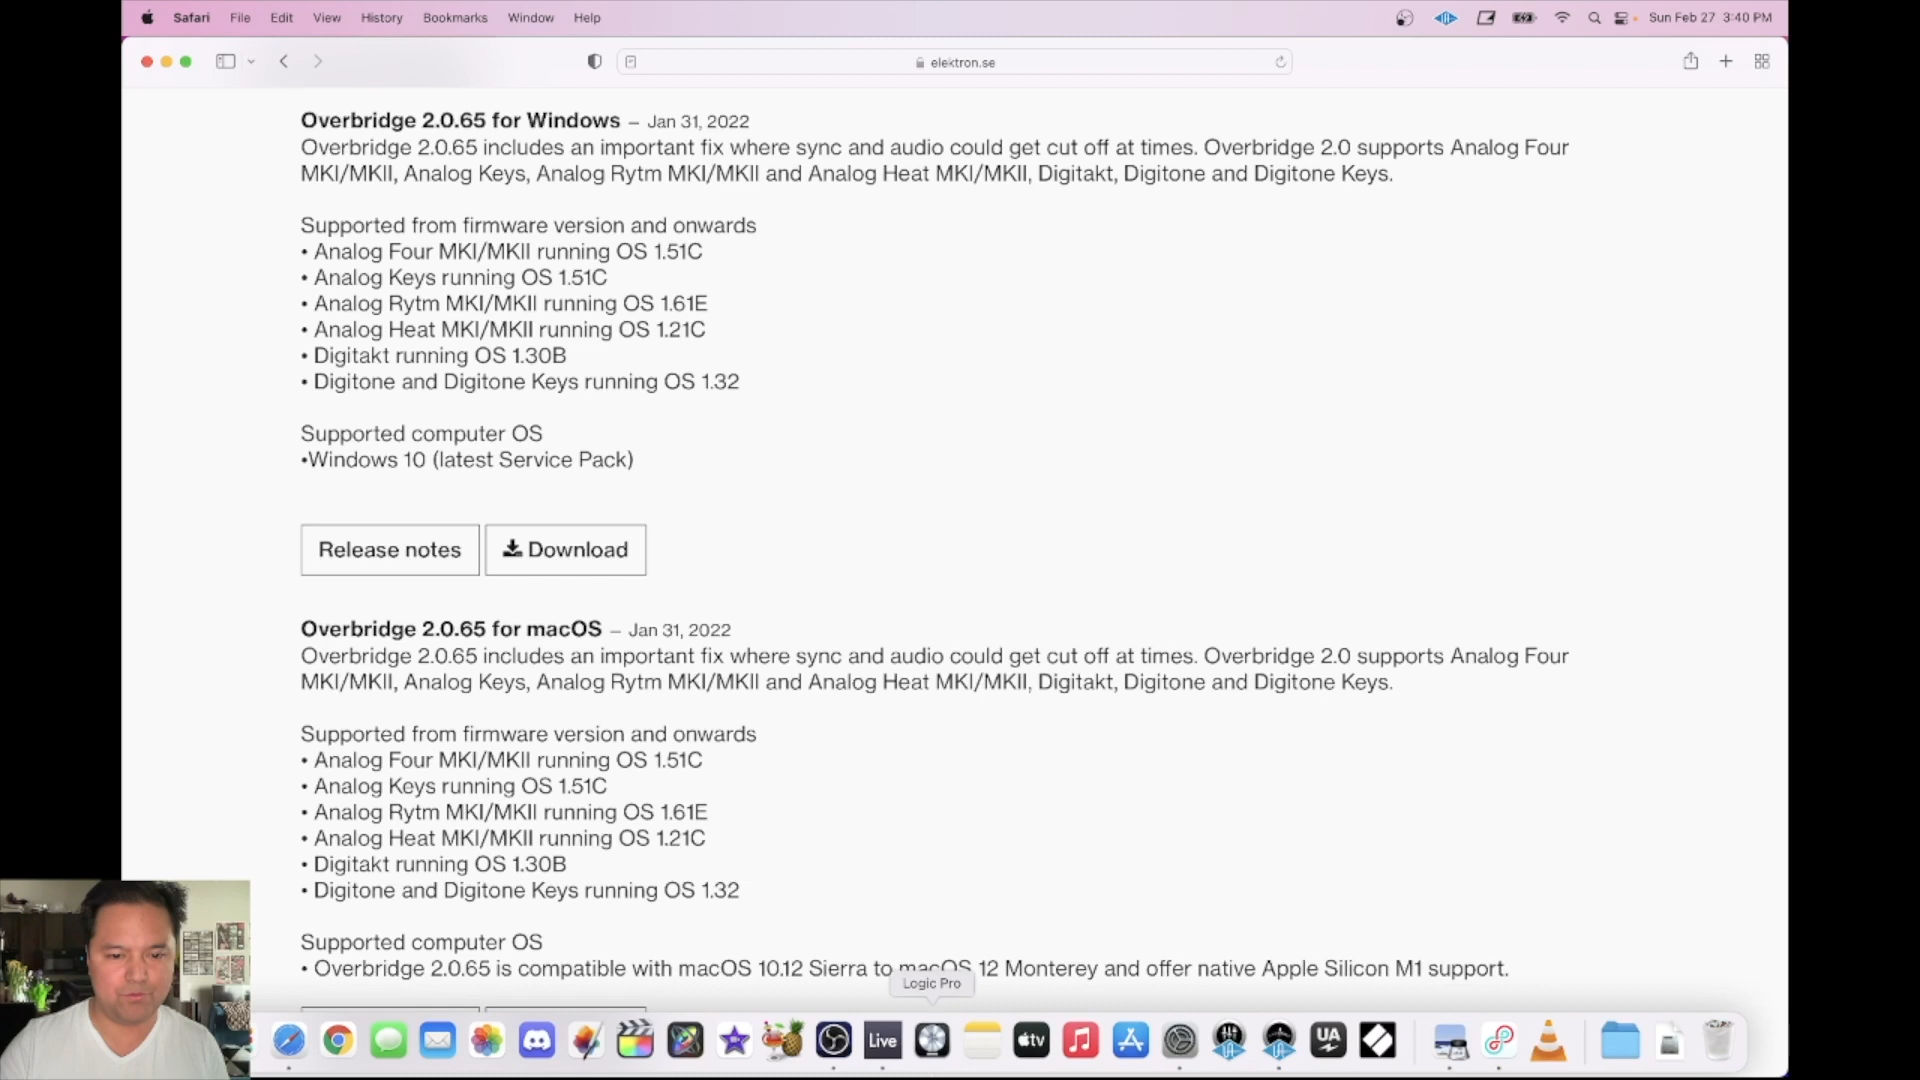 Safari File Edit View History Bookmarks Window Help Sun Feb 27 3:40 PM
elektron.se
Overbridge 2.0.65 for Windows – Jan 31, 2022
Overbridge 2.0.65 includes an important fix where sync and audio could get cut off at times. Overbridge 2.0 supports Analog Four
MKI/MKII, Analog Keys, Analog Rytm MKI/MKII and Analog Heat MKI/MKII, Digitakt, Digitone and Digitone Keys.
Supported from firmware version and onwards
• Analog Four MKI/MKII running OS 1.51C
• Analog Keys running OS 1.51C
• Analog Rytm MKI/MKII running OS 1.61E
• Analog Heat MKI/MKII running OS 1.21C
• Digitakt running OS 1.30B
• Digitone and Digitone Keys running OS 1.32
Supported computer OS
•Windows 10 (latest Service Pack)
Release notes Download
Overbridge 2.0.65 for macOS – Jan 31, 2022
Overbridge 2.0.65 includes an important fix where sync and audio could get cut off at times. Overbridge 2.0 supports Analog Four
MKI/MKII, Analog Keys, Analog Rytm MKI/MKII and Analog Heat MKI/MKII, Digitakt, Digitone and Digitone Keys.
Supported from firmware version and onwards
• Analog Four MKI/MKII running OS 1.51C
• Analog Keys running OS 1.51C
• Analog Rytm MKI/MKII running OS 1.61E
• Analog Heat MKI/MKII running OS 1.21C
• Digitakt running OS 1.30B
• Digitone and Digitone Keys running OS 1.32
Supported computer OS
• Overbridge 2.0.65 is compatible with macOS 10.12 Sierra to macOS 12 Monterey and offer native Apple Silicon M1 support.
Logic Pro
Live tv UA